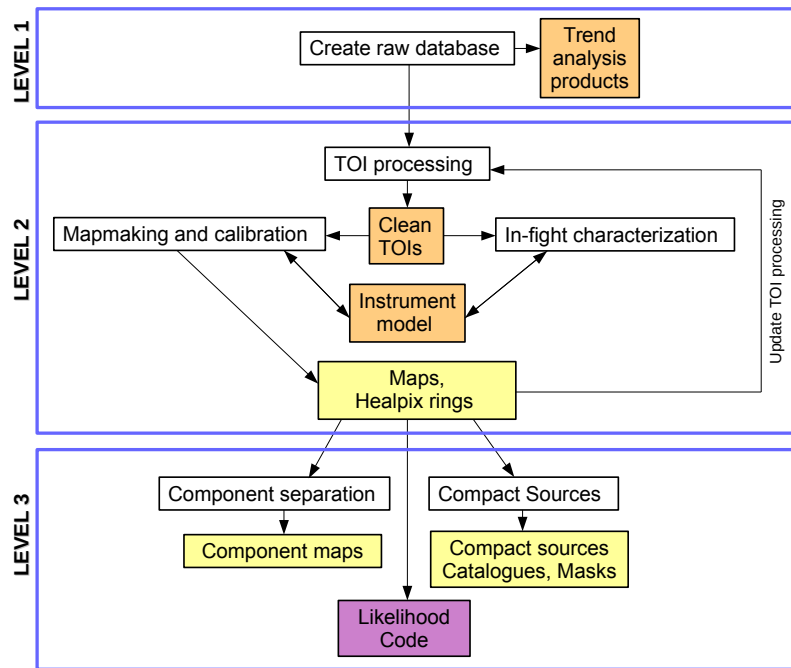 LEVEL 1
Create raw database
Trend
analysis
products
LEVEL 2
TOI processing
Mapmaking and calibration
Clean
TOIs
In-fight characterization
Instrument
model
Update TOI processing
Maps,
Healpix rings
LEVEL 3
Component separation
Compact Sources
Component maps
Compact sources
Catalogues, Masks
Likelihood
Code